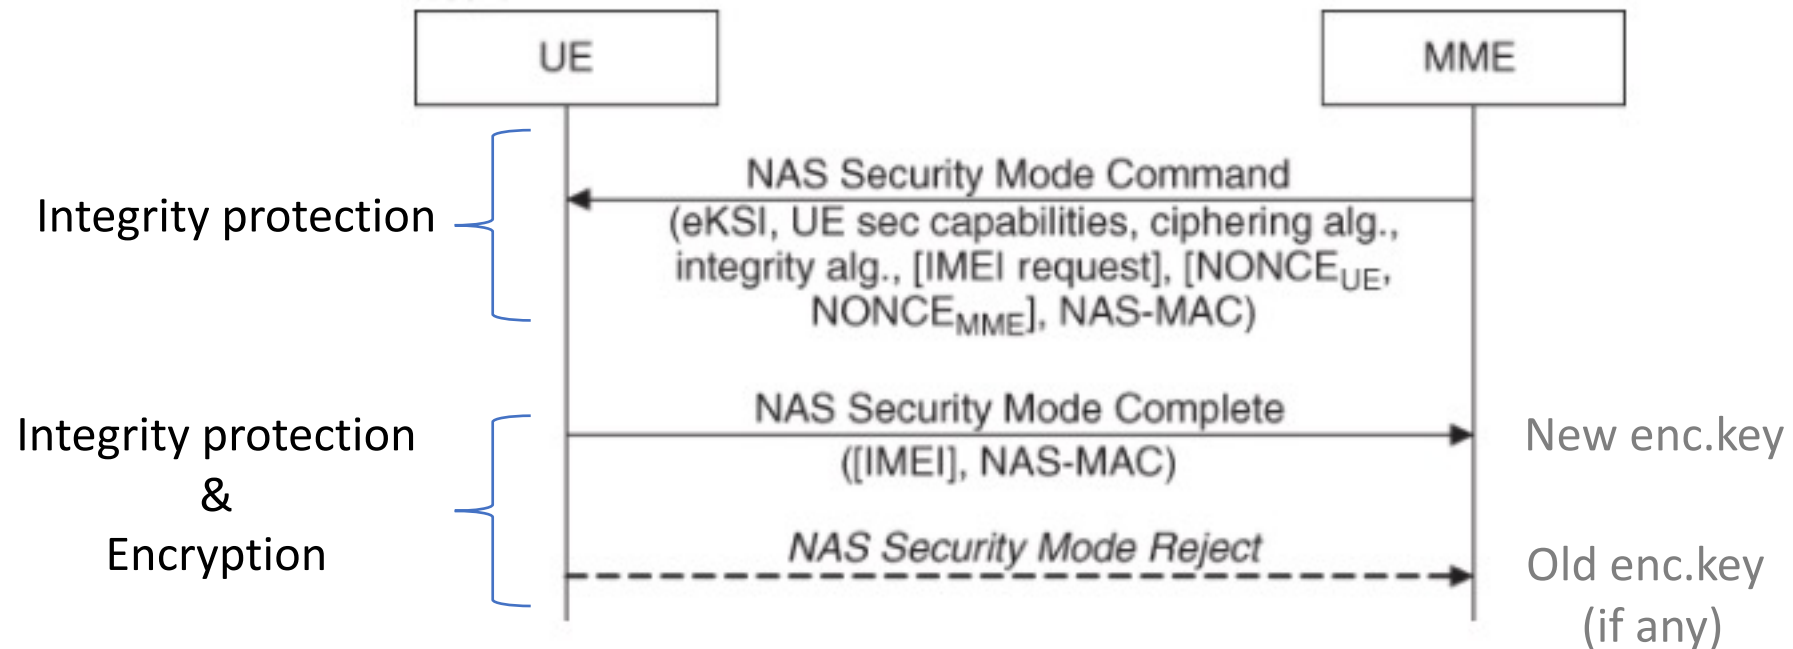 UE
MME
Integrity protection
NAS Security Mode Command
(eKSI, UE sec capabilities, ciphering alg.,
integrity alg., [IMEI request], [NONCEUE,
NONCEMME], NAS-MAC)
Integrity protection
&
Encryption
NAS Security Mode Complete
([IMEI], NAS-MAC)
New enc.key
NAS Security Mode Reject
Old enc.key
(if any)